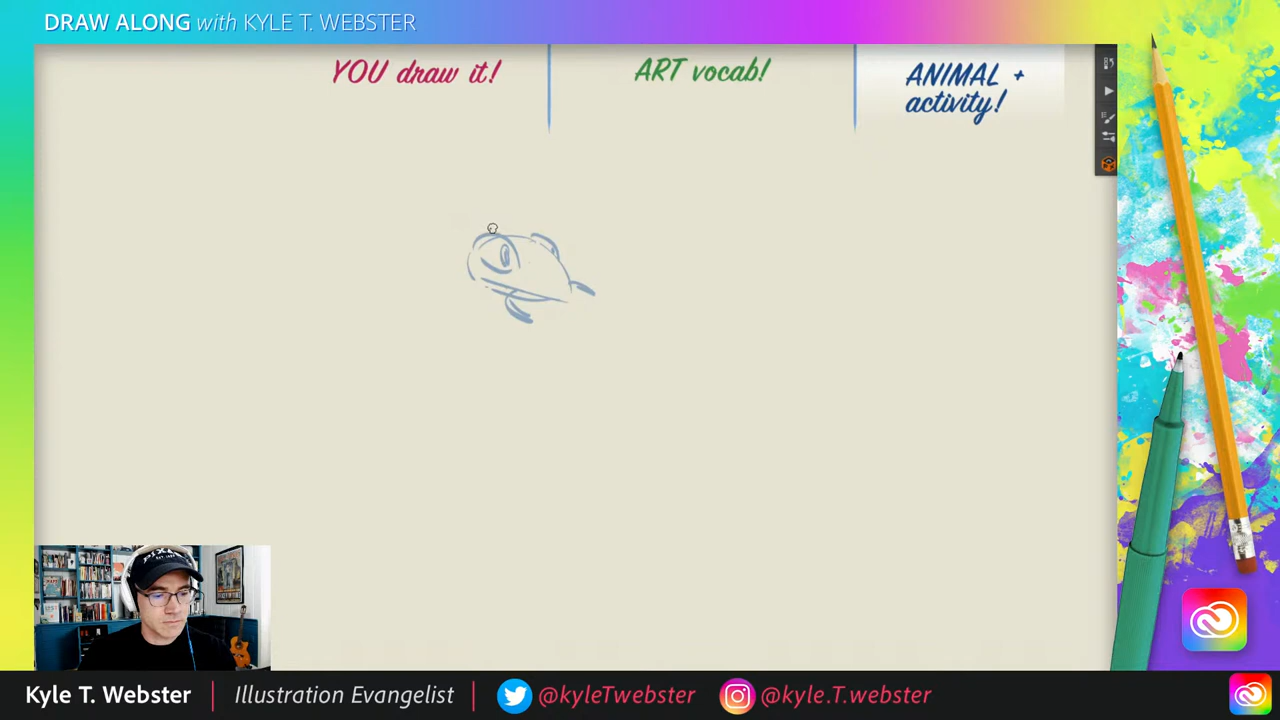 DRAW ALONG with KYLE T. WEBSTER
YOU draw it!
ART vocab!
ANIMAL +
activity!
PIXAR
Kyle T. Webster
Illustration Evangelist
@kyleTwebster
@kyle.T.webster